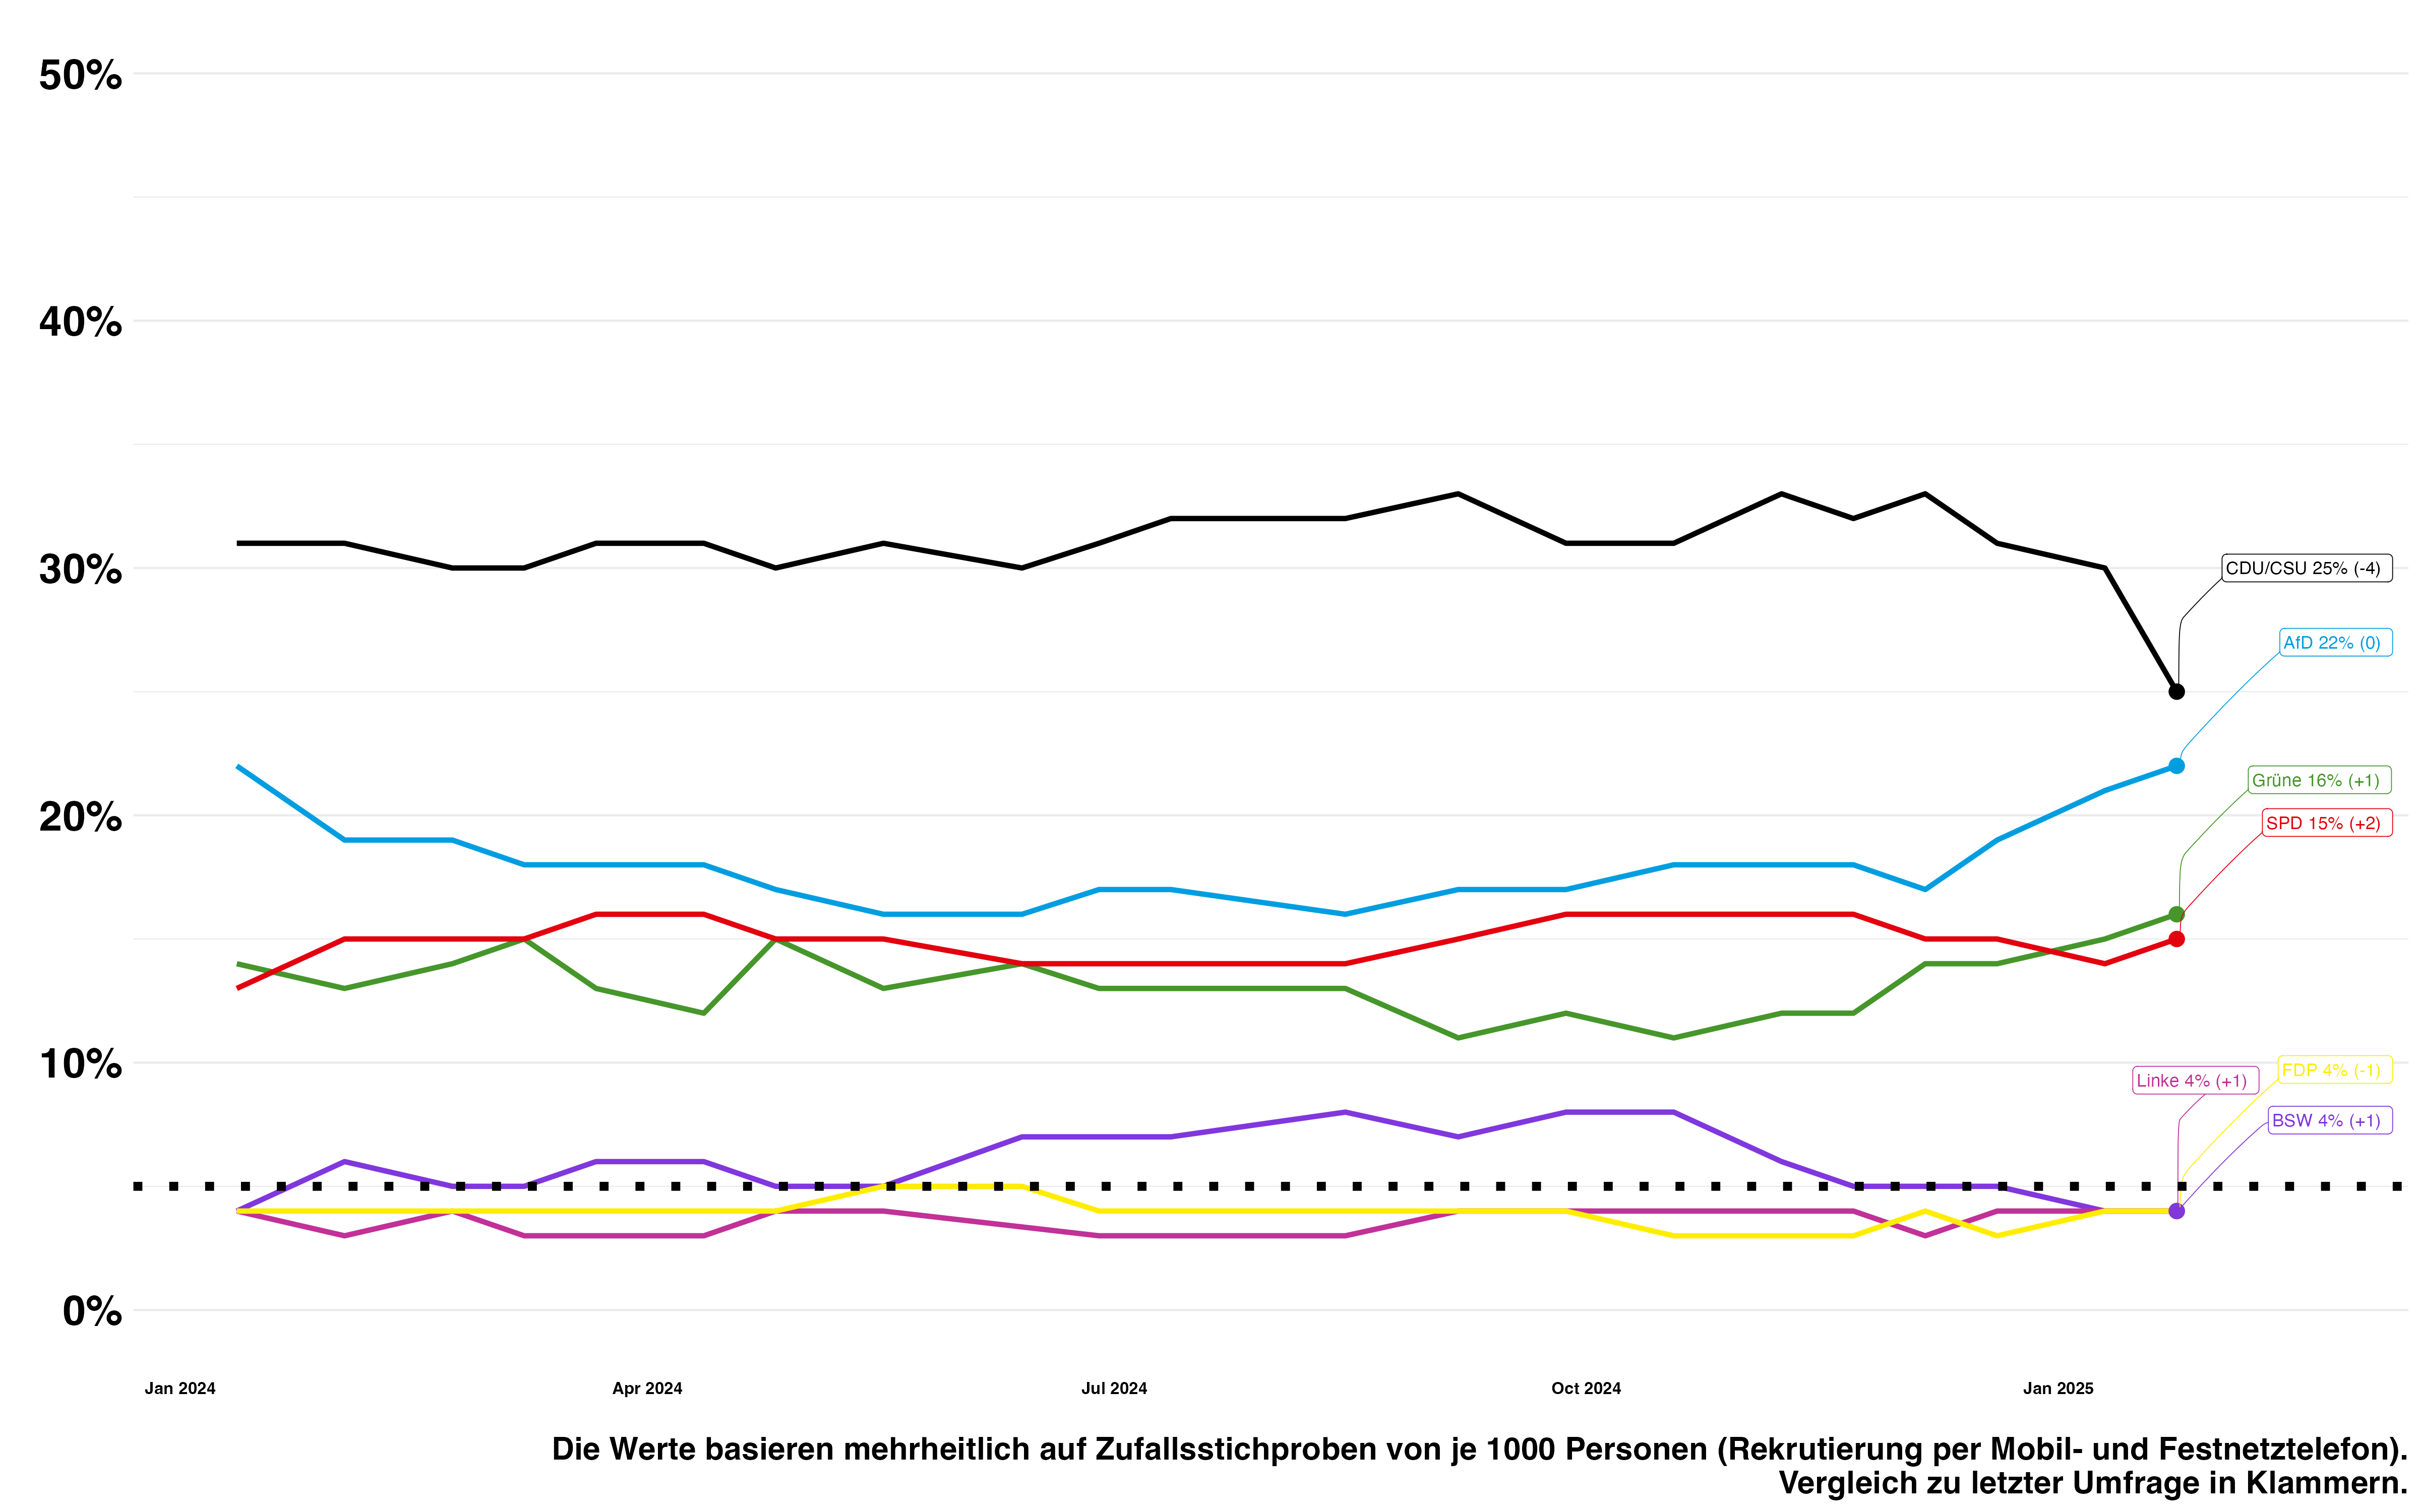 50%
40%
30%
20%
10%
0%
CDU/CSU 25% (-4)
AfD 22% (0)
Grüne 16% (+1)
SPD 15% (+2)
FDP 4% (-1)
Linke 4% (+1)
BSW 4% (+1)
Jan 2024
Apr 2024
Jul 2024
Oct 2024
Jan 2025
Die Werte basieren mehrheitlich auf Zufallsstichproben von je 1000 Personen (Rekrutierung per Mobil- und Festnetztelefon).
Vergleich zu letzter Umfrage in Klammern.